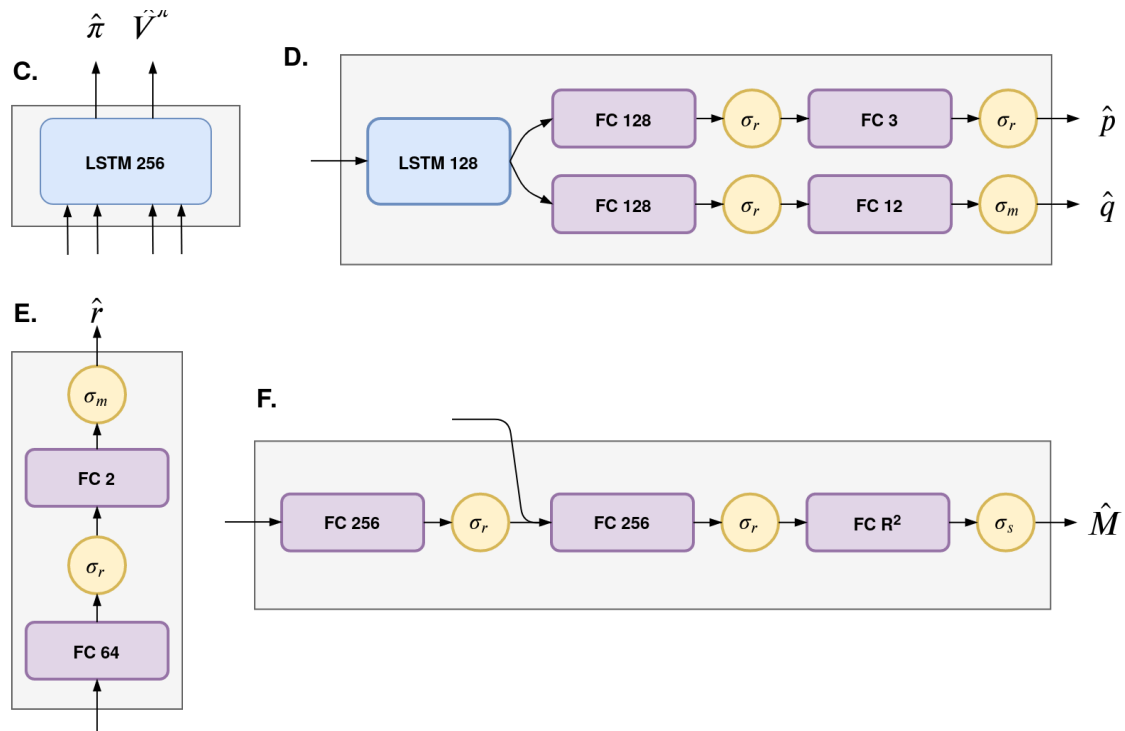 π̂ V̂^π
C.
LSTM 256
D.
LSTM 128
FC 128 σ_r FC 3 σ_r p̂
FC 128 σ_r FC 12 σ_m q̂
E.
r̂
σ_m
FC 2
σ_r
FC 64
F.
FC 256 σ_r FC 256 σ_r FC R² σ_s M̂